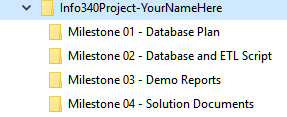 Info340Project-YourNameHere
Milestone 01 - Database Plan
Milestone 02 - Database and ETL Script
Milestone 03 - Demo Reports
Milestone 04 - Solution Documents